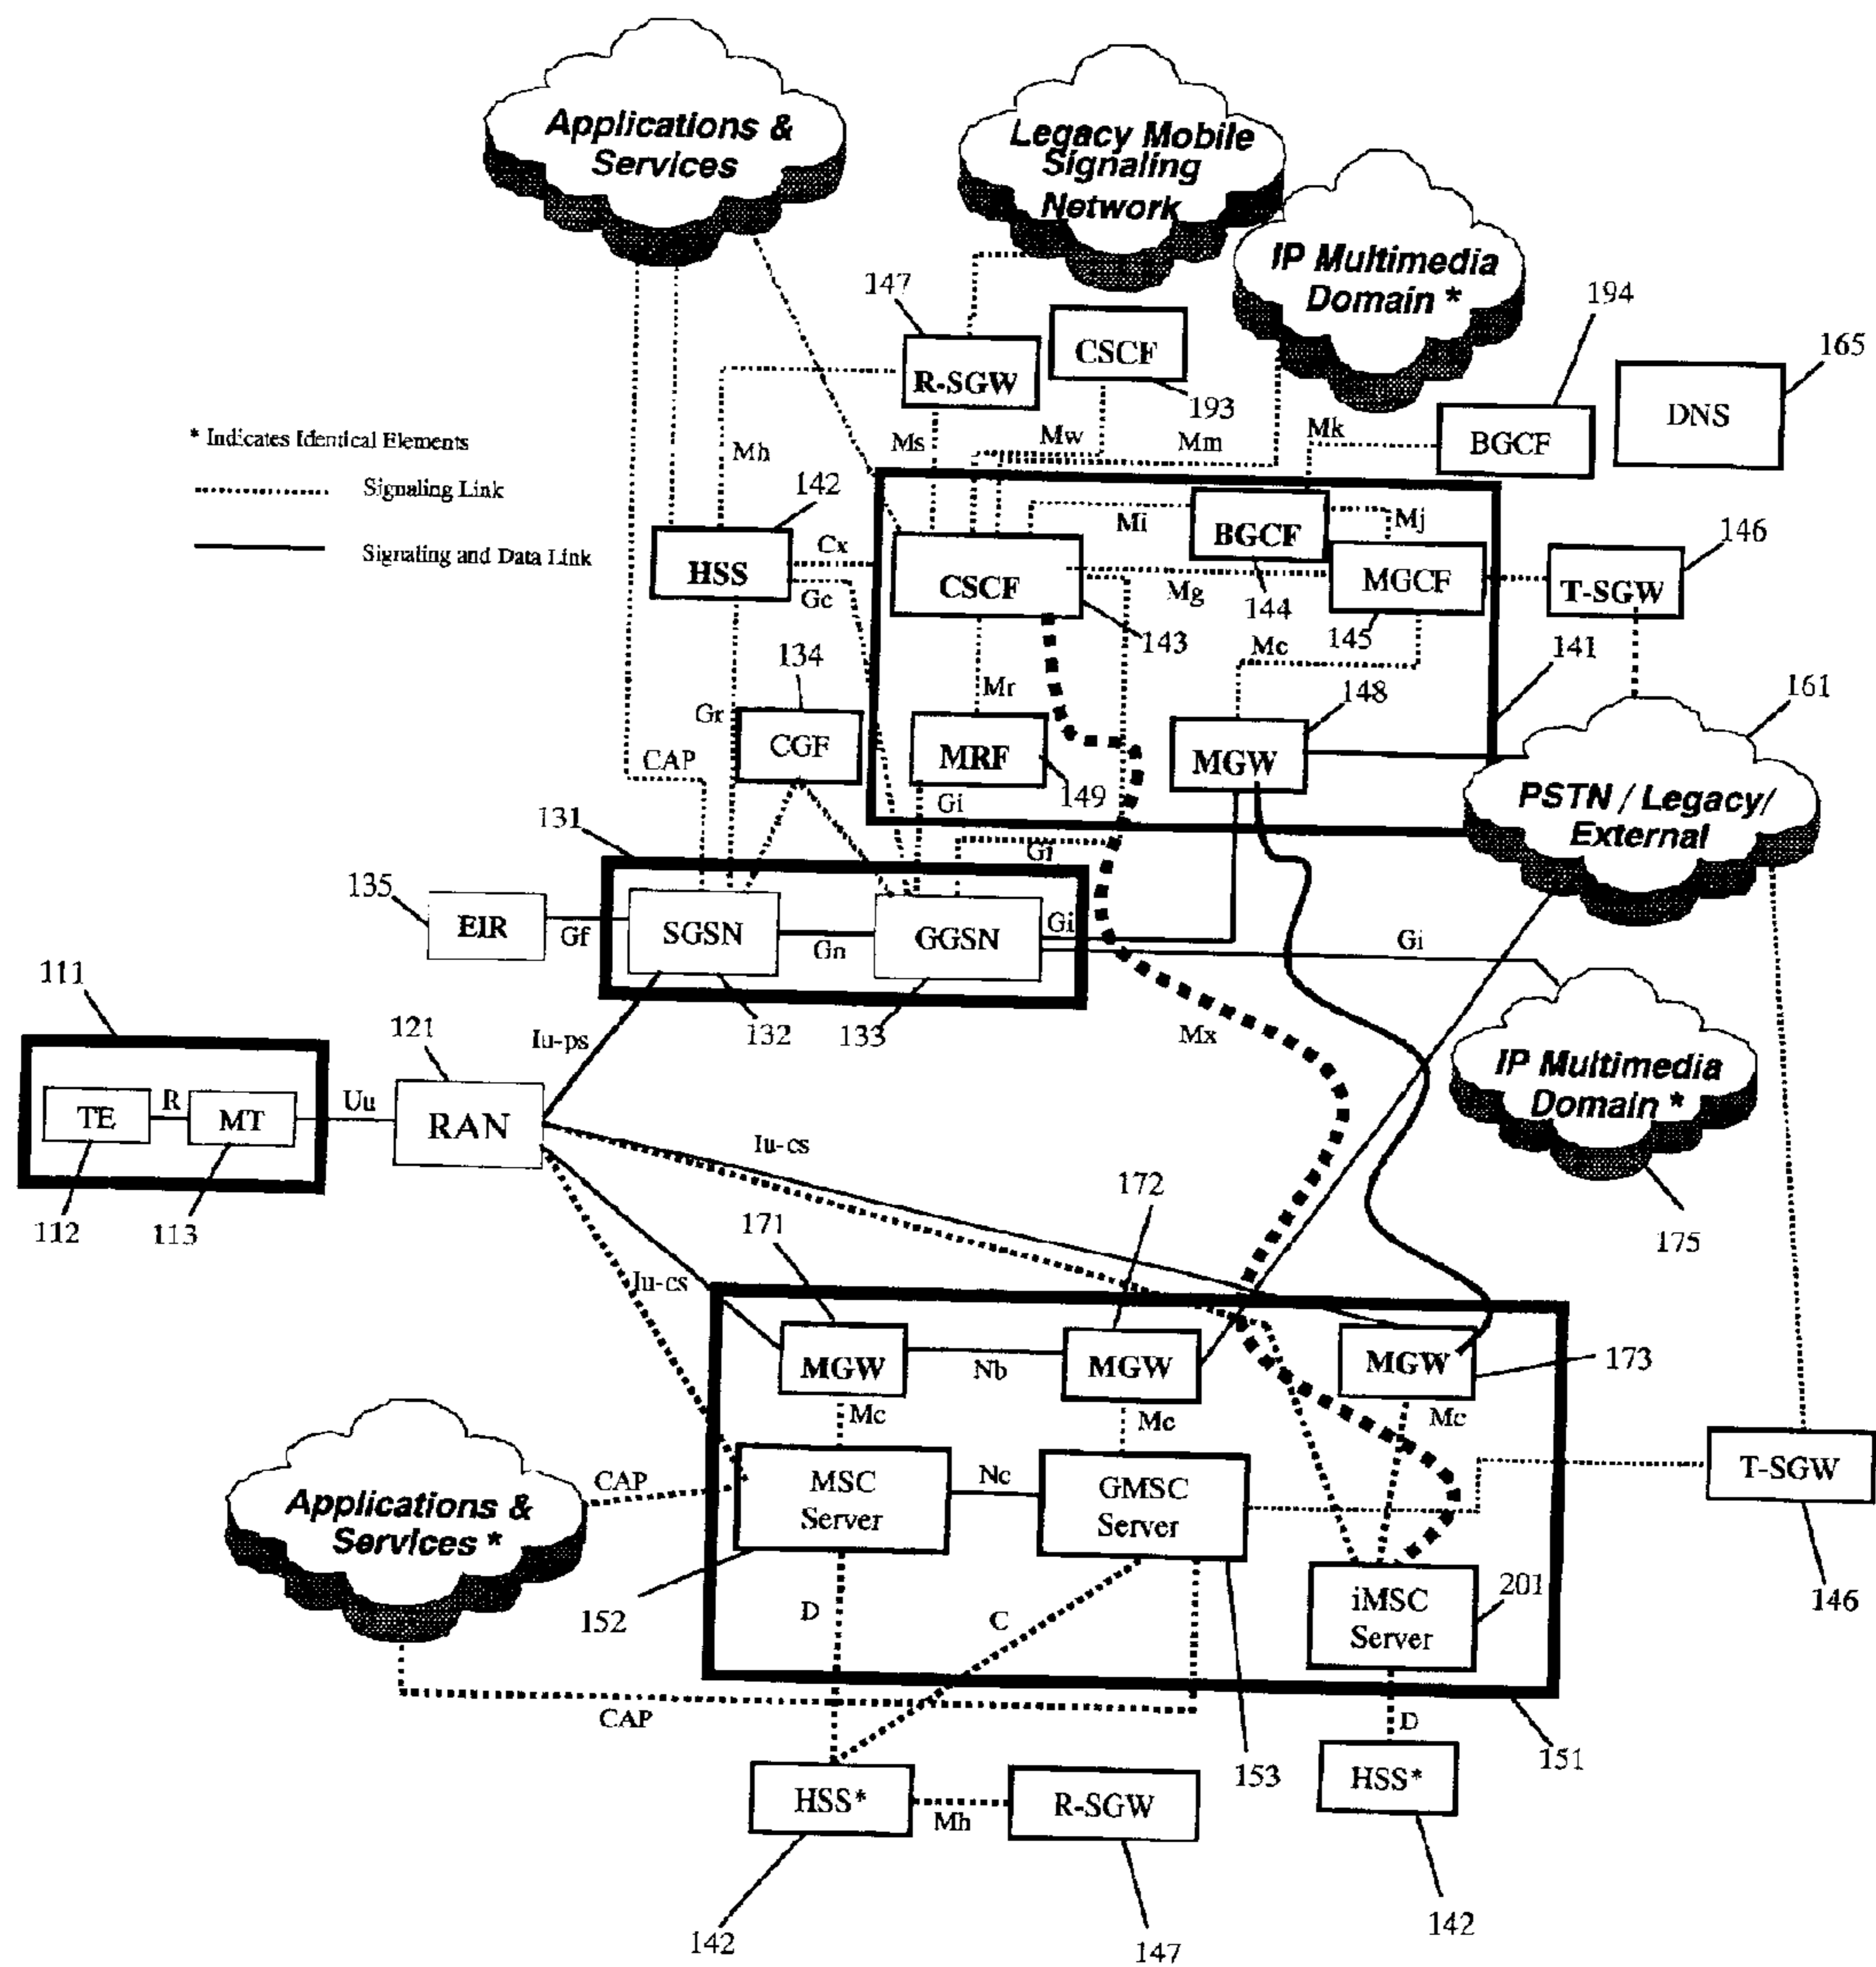 Applications &
Services
Legacy Mobile
Signaling
Network
IP Multimedia
Domain *
147
194
165
CSCF
R-SGW
193
DNS
BGCF
* Indicates Identical Elements
Signaling Link
Signaling and Data Link
Mh
Ms
Mw
Mm
Mk
142
Mi
BGCF
Mj
146
HSS
Cx
Gc
CSCF
Mg
144
MGCF
T-SGW
143
145
Mc
141
134
Mr
148
161
Gr
CGF
CAP
MRF
149
MGW
Gi
PSTN / Legacy/
External
131
Gi
135
EIR
Gf
SGSN
Gn
GGSN
Gi
Gi
111
121
Iu-ps
132
133
Mx
IP Multimedia
Domain *
TE
R
MT
Uu
RAN
Iu-cs
112
113
171
172
175
Iu-cs
MGW
Nb
MGW
MGW
173
Mc
Mc
Mc
Applications &
Services *
CAP
MSC
Server
Nc
GMSC
Server
T-SGW
152
D
C
iMSC
Server
201
146
CAP
D
151
HSS*
Mh
R-SGW
153
HSS*
142
147
142